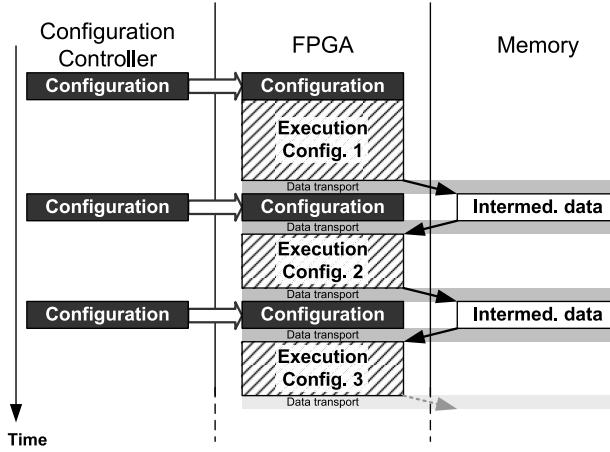 Configuration
Controller
FPGA
Memory
Configuration
Configuration
Execution
Config. 1
Data transport
Configuration
Configuration
Intermed. data
Data transport
Execution
Config. 2
Data transport
Configuration
Configuration
Intermed. data
Data transport
Execution
Config. 3
Data transport
Time